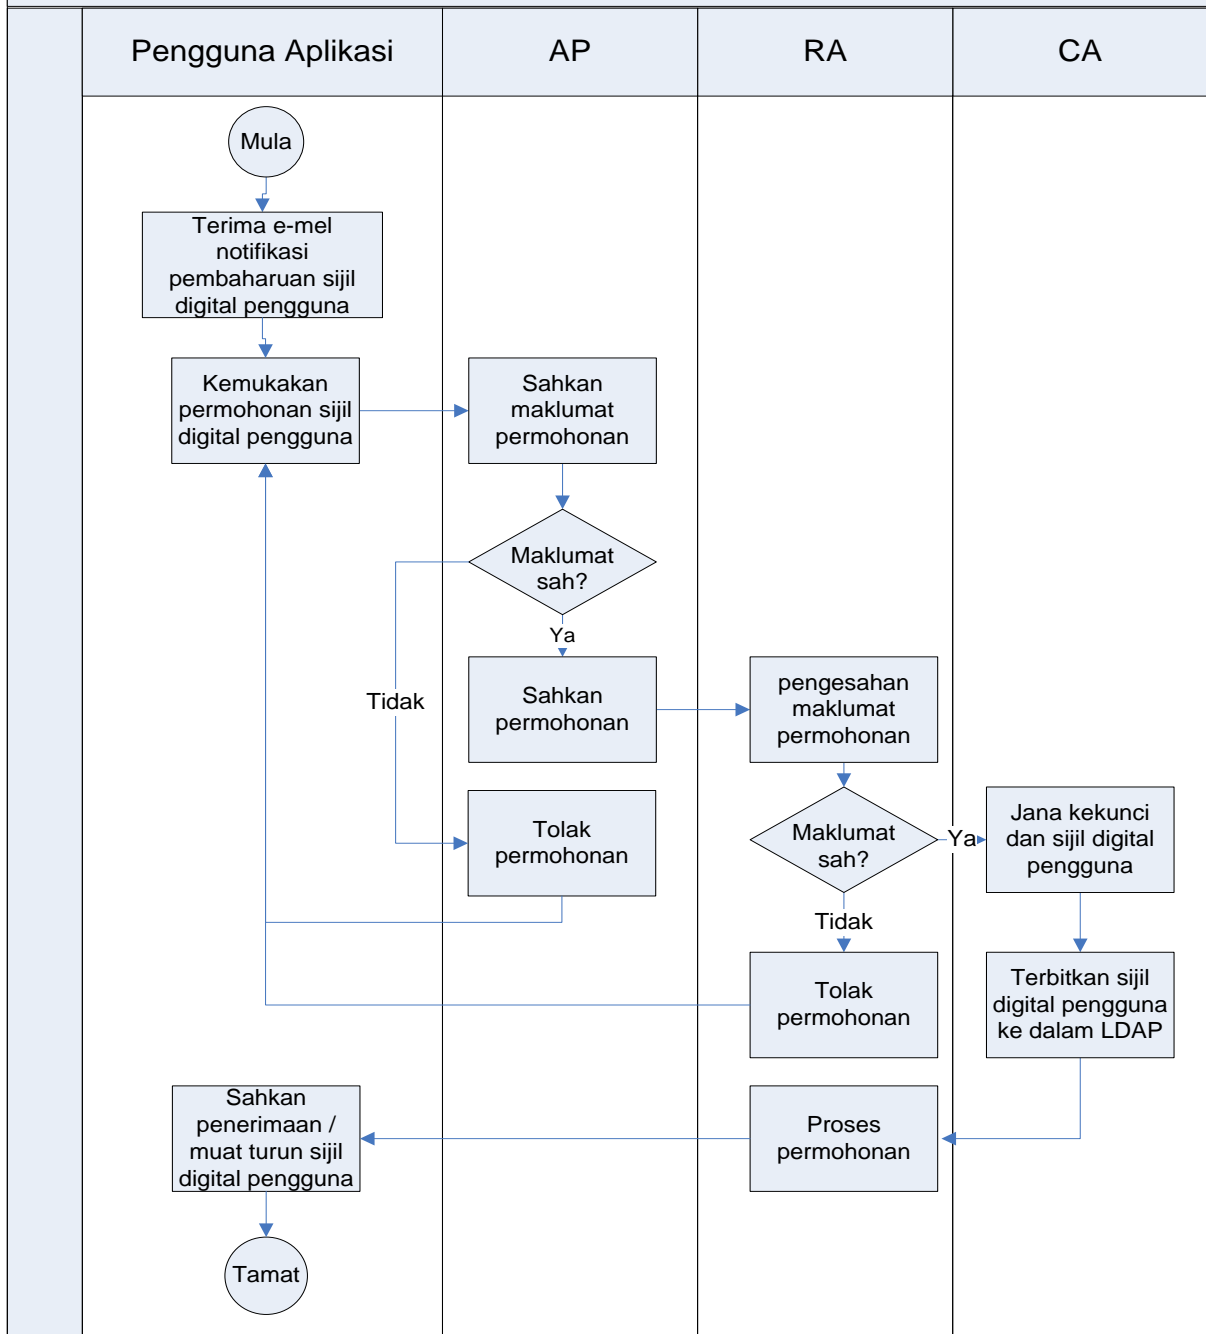 Pengguna Aplikasi
AP
RA
CA
Mula
Terima e-mel
notifikasi
pembaharuan sijil
digital pengguna
Kemukakan
permohonan sijil
digital pengguna
Sahkan
maklumat
permohonan
Maklumat
sah?
Ya
Tidak
Sahkan
permohonan
pengesahan
maklumat
permohonan
Tolak
permohonan
Maklumat
sah?
Ya
Jana kekunci
dan sijil digital
pengguna
Tidak
Tolak
permohonan
Terbitkan sijil
digital pengguna
ke dalam LDAP
Sahkan
penerimaan /
muat turun sijil
digital pengguna
Proses
permohonan
Tamat